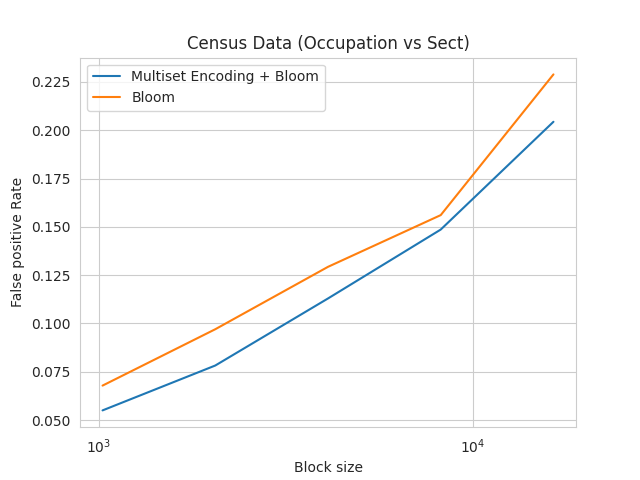 Census Data (Occupation vs Sect)
Multiset Encoding + Bloom
Bloom
False positive Rate
0.225
0.200
0.175
0.150
0.125
0.100
0.075
0.050
10³
10⁴
Block size